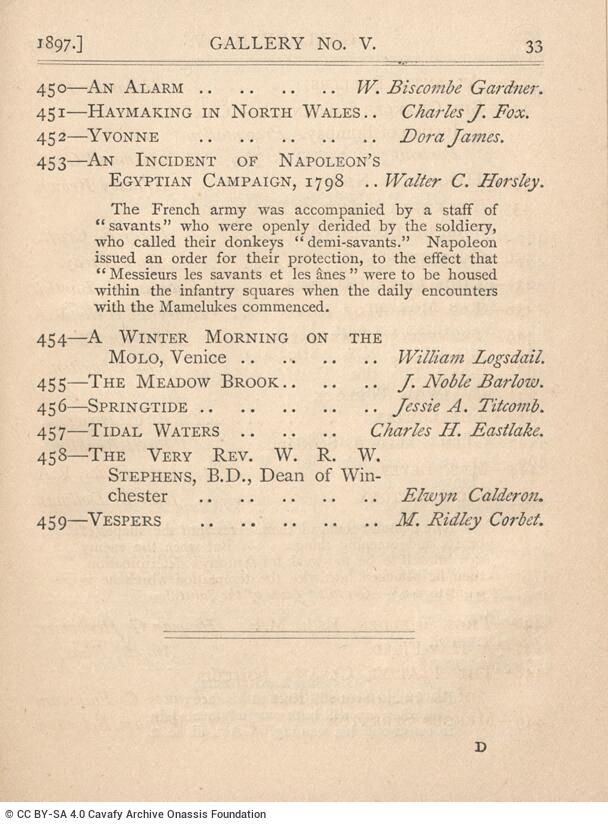 1897.] GALLERY No. V. 33
450—An Alarm .. .. .. .. W. Biscombe Gardner.
451—Haymaking in North Wales.. Charles J. Fox.
452—Yvonne .. .. .. .. .. Dora James.
453—An Incident of Napoleon's
Egyptian Campaign, 1798 .. Walter C. Horsley.
The French army was accompanied by a staff of
“savants” who were openly derided by the soldiery,
who called their donkeys “demi-savants.” Napoleon
issued an order for their protection, to the effect that
“Messieurs les savants et les ânes” were to be housed
within the infantry squares when the daily encounters
with the Mamelukes commenced.
454—A Winter Morning on the
Molo, Venice .. .. .. .. William Logsdail.
455—The Meadow Brook.. .. .. J. Noble Barlow.
456—Springtide .. .. .. .. .. Jessie A. Titcomb.
457—Tidal Waters .. .. .. Charles H. Eastlake.
458—The Very Rev. W. R. W.
Stephens, B.D., Dean of Win-
chester .. .. .. .. .. Elwyn Calderon.
459—Vespers .. .. .. .. .. M. Ridley Corbet.
D
© CC BY-SA 4.0 Cavafy Archive Onassis Foundation